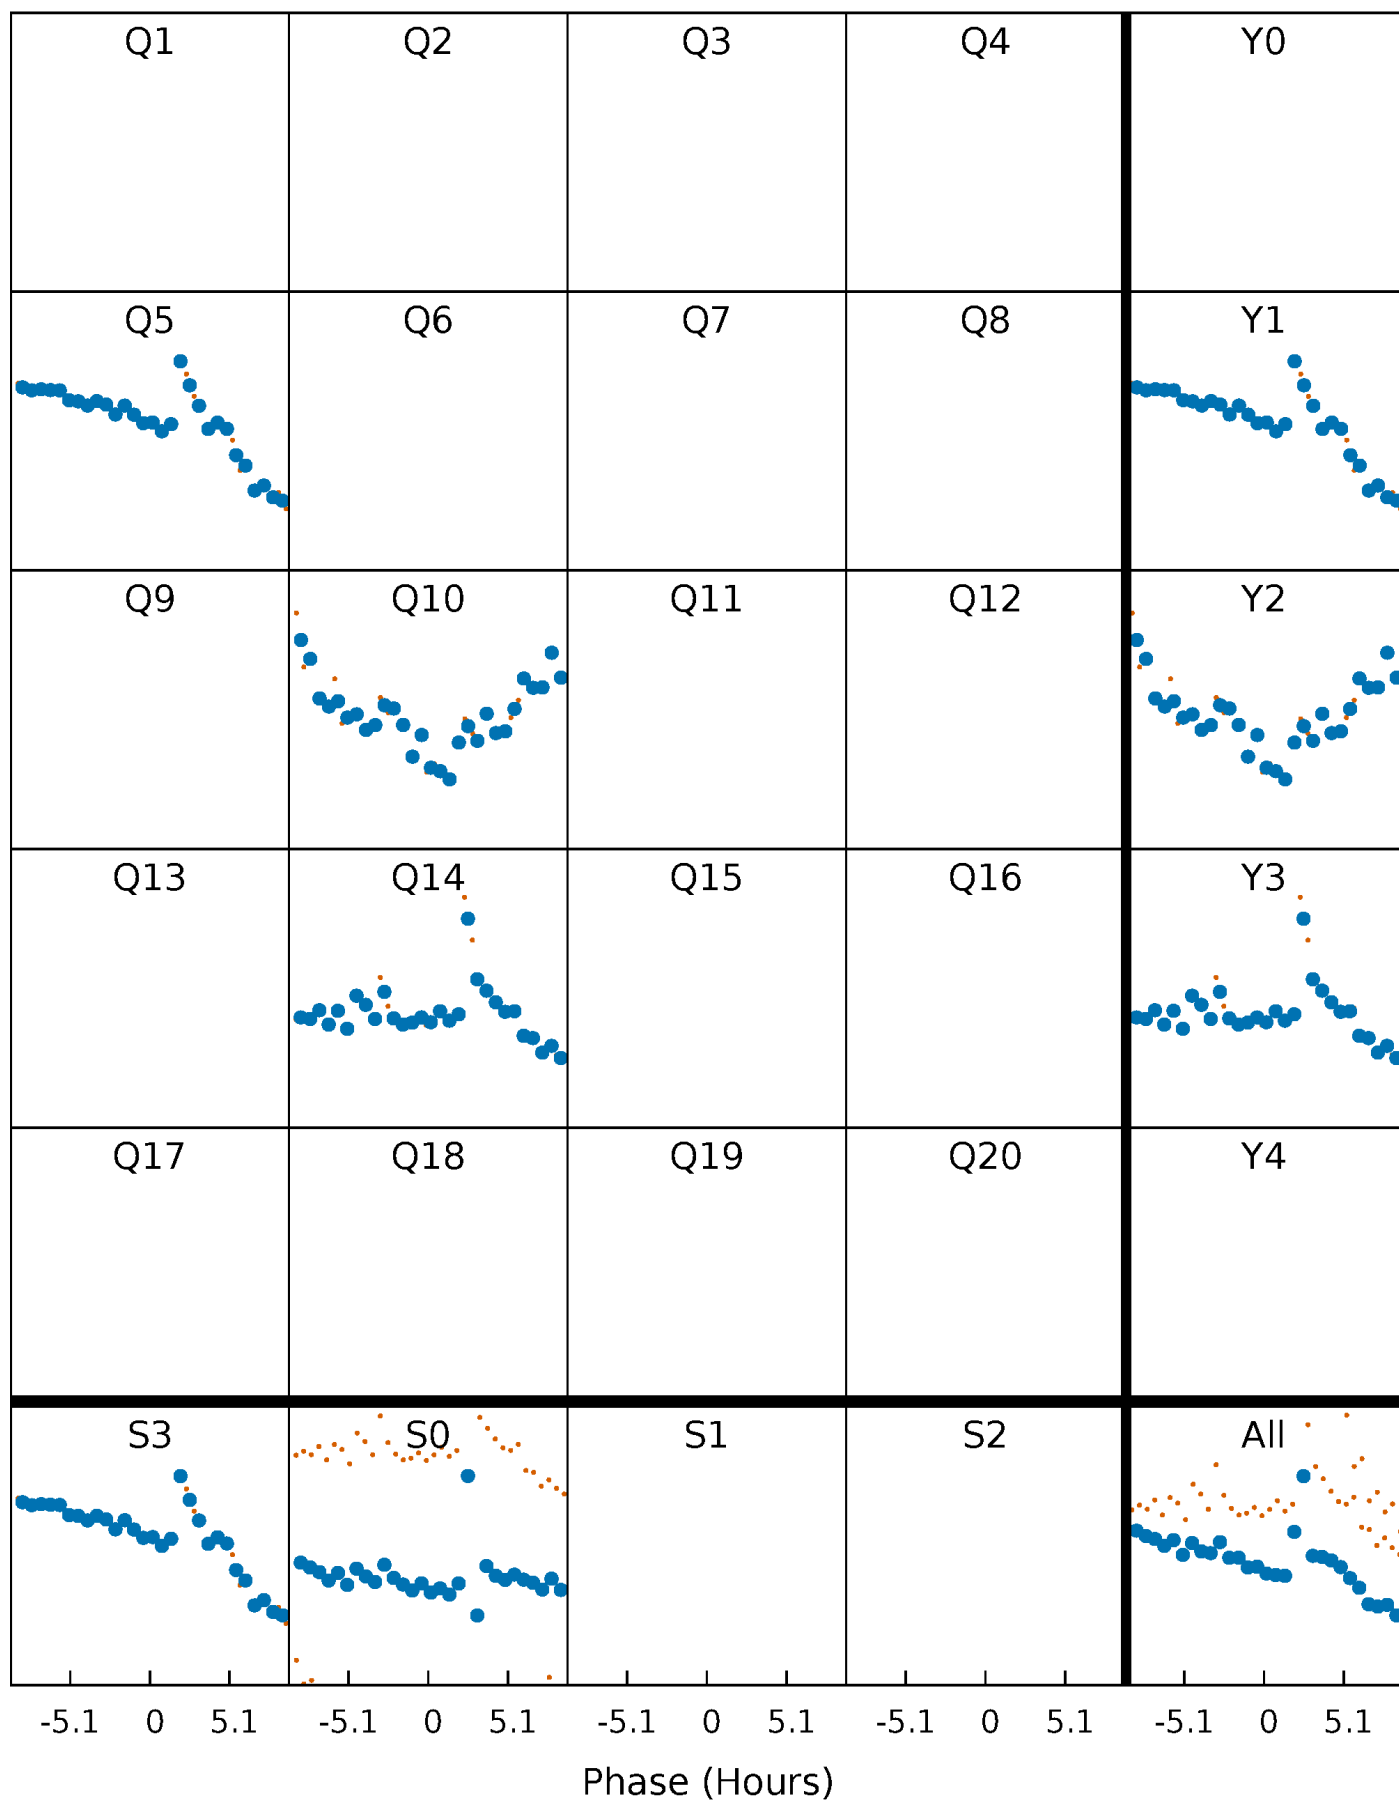 Q1 Q2 Q3 Q4 Y0
Q5 Q6 Q7 Q8 Y1
Q9 Q10 Q11 Q12 Y2
Q13 Q14 Q15 Q16 Y3
Q17 Q18 Q19 Q20 Y4
S3 S0 S1 S2 All
-5.1 0 5.1 -5.1 0 5.1 -5.1 0 5.1 -5.1 0 5.1 -5.1 0 5.1
Phase (Hours)